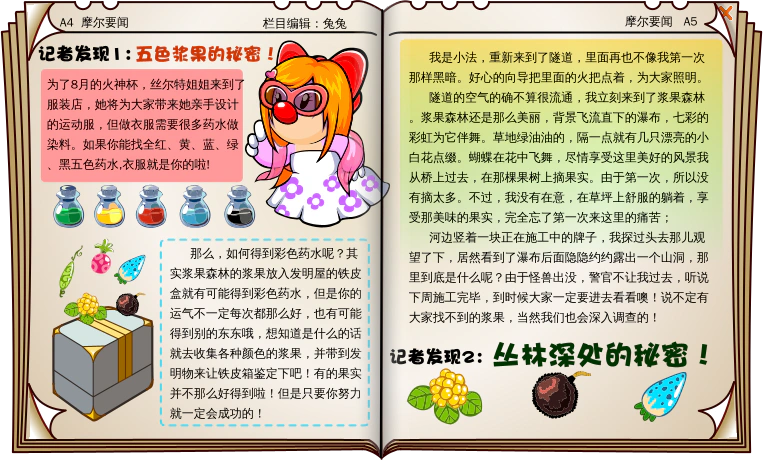 A4 摩尔要闻
栏目编辑：兔兔
记者发现1：五色浆果的秘密！
为了8月的火神杯，丝尔特姐姐来到了
服装店，她将为大家带来她亲手设计
的运动服，但做衣服需要很多药水做
染料。如果你能找全红、黄、蓝、绿
、黑五色药水,衣服就是你的啦!
那么，如何得到彩色药水呢？其
实浆果森林的浆果放入发明屋的铁皮
盒就有可能得到彩色药水，但是你的
运气不一定每次都那么好，也有可能
得到别的东东哦，想知道是什么的话
就去收集各种颜色的浆果，并带到发
明物来让铁皮箱鉴定下吧！有的果实
并不那么好得到啦！但是只要你努力
就一定会成功的！
摩尔要闻 A5
我是小法，重新来到了隧道，里面再也不像我第一次
那样黑暗。好心的向导把里面的火把点着，为大家照明。
隧道的空气的确不算很流通，我立刻来到了浆果森林
。浆果森林还是那么美丽，背景飞流直下的瀑布，七彩的
彩虹为它伴舞。草地绿油油的，隔一点就有几只漂亮的小
白花点缀。蝴蝶在花中飞舞，尽情享受这里美好的风景我
从桥上过去，在那棵果树上摘果实。由于第一次，所以没
有摘太多。不过，我没有在意，在草坪上舒服的躺着，享
受那美味的果实，完全忘了第一次来这里的痛苦；
河边竖着一块正在施工中的牌子，我探过头去那儿观
望了下，居然看到了瀑布后面隐隐约约露出一个山洞，那
里到底是什么呢？由于怪兽出没，警官不让我过去，听说
下周施工完毕，到时候大家一定要进去看看噢！说不定有
大家找不到的浆果，当然我们也会深入调查的！
记者发现2：丛林深处的秘密！